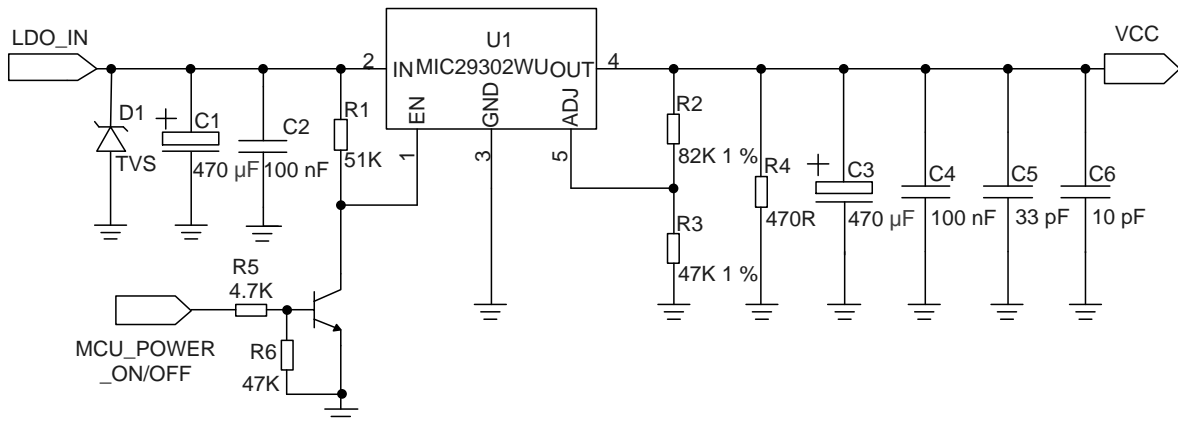 LDO_IN
VCC
U1
2
IN
MIC29302WU
OUT
4
EN
GND
ADJ
1
3
5
D1
TVS
+
C1
470 µF
C2
100 nF
R1
51K
R2
82K 1 %
R3
47K 1 %
R4
470R
+
C3
470 µF
C4
100 nF
C5
33 pF
C6
10 pF
R5
4.7K
MCU_POWER
_ON/OFF
R6
47K